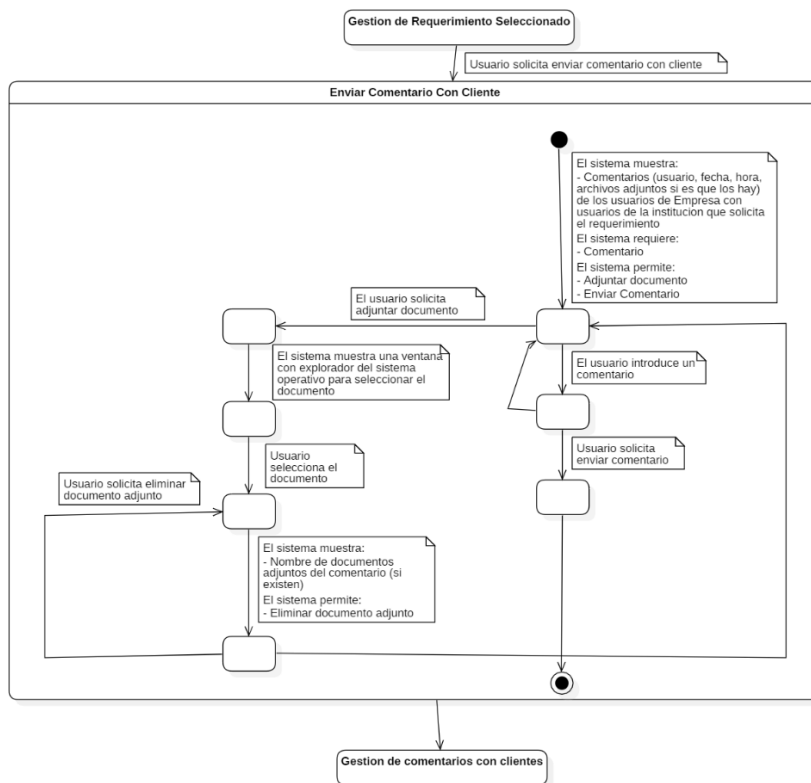 Gestion de Requerimiento Seleccionado
Usuario solicita enviar comentario con cliente
Enviar Comentario Con Cliente
El sistema muestra:
- Comentarios (usuario, fecha, hora,
archivos adjuntos si es que los hay)
de los usuarios de Empresa con
usuarios de la institucion que solicita
el requerimiento
El sistema requiere:
- Comentario
El sistema permite:
- Adjuntar documento
- Enviar Comentario
El usuario solicita
adjuntar documento
El sistema muestra una ventana
con explorador del sistema
operativo para seleccionar el
documento
El usuario introduce un
comentario
Usuario
selecciona el
documento
Usuario solicita
enviar comentario
Usuario solicita eliminar
documento adjunto
El sistema muestra:
- Nombre de documentos
adjuntos del comentario (si
existen)
El sistema permite:
- Eliminar documento adjunto
Gestion de comentarios con clientes